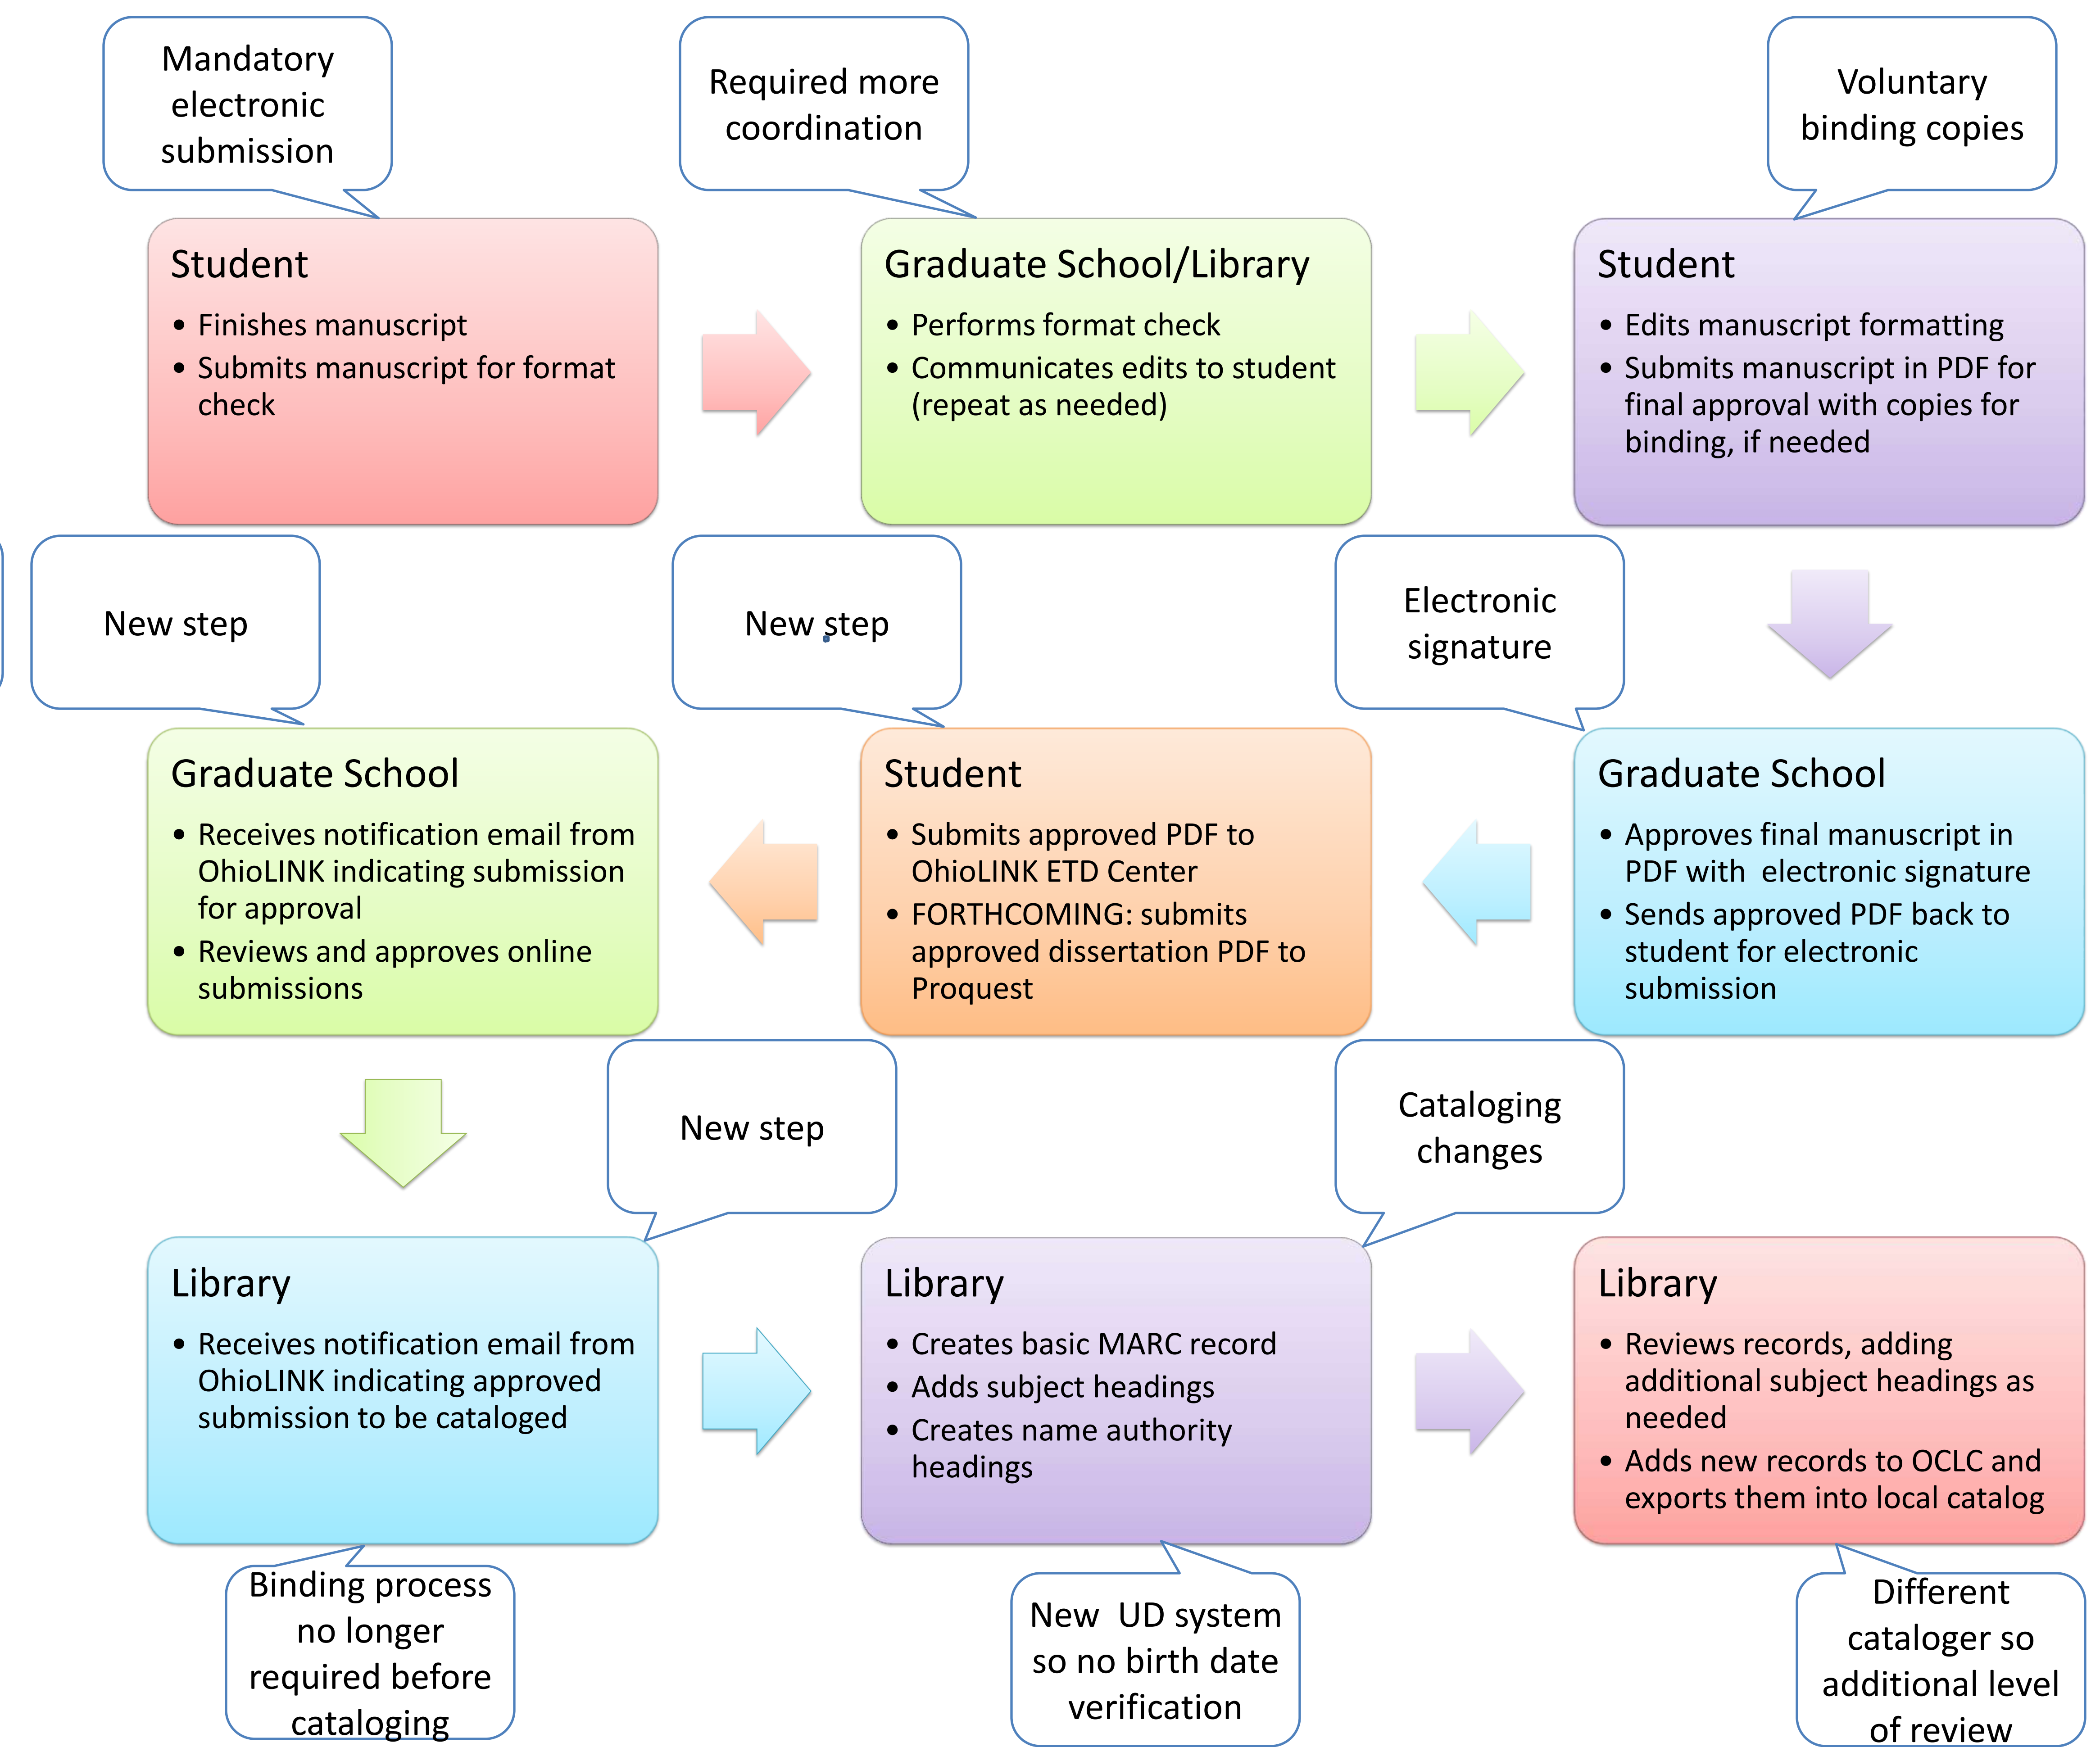 Mandatory
electronic
submission
Required more
coordination
Voluntary
binding copies
Student
• Finishes manuscript
• Submits manuscript for format
check
Graduate School/Library
• Performs format check
• Communicates edits to student
(repeat as needed)
Student
• Edits manuscript formatting
• Submits manuscript in PDF for
final approval with copies for
binding, if needed
Electronic
signature
Graduate School
• Approves final manuscript in
PDF with  electronic signature
• Sends approved PDF back to
student for electronic
submission
New step
Student
• Submits approved PDF to
OhioLINK ETD Center
• FORTHCOMING: submits
approved dissertation PDF to
Proquest
New step
Graduate School
• Receives notification email from
OhioLINK indicating submission
for approval
• Reviews and approves online
submissions
New step
Library
• Receives notification email from
OhioLINK indicating approved
submission to be cataloged
Binding process
no longer
required before
cataloging
Cataloging
changes
Library
• Creates basic MARC record
• Adds subject headings
• Creates name authority
headings
New  UD system
so no birth date
verification
Library
• Reviews records, adding
additional subject headings as
needed
• Adds new records to OCLC and
exports them into local catalog
Different
cataloger so
additional level
of review